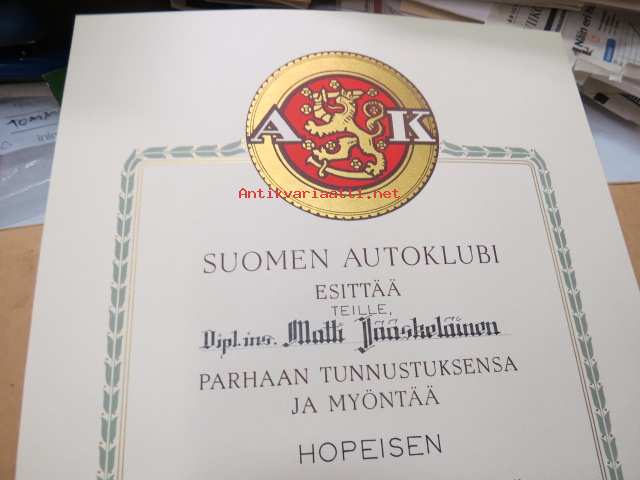 A K
Antikvariaatti.net
SUOMEN AUTOKLUBI
ESITTÄÄ
TEILLE,
Dipl.ins. Matti Jääskeläinen
PARHAAN TUNNUSTUKSENSA
JA MYÖNTÄÄ
HOPEISEN